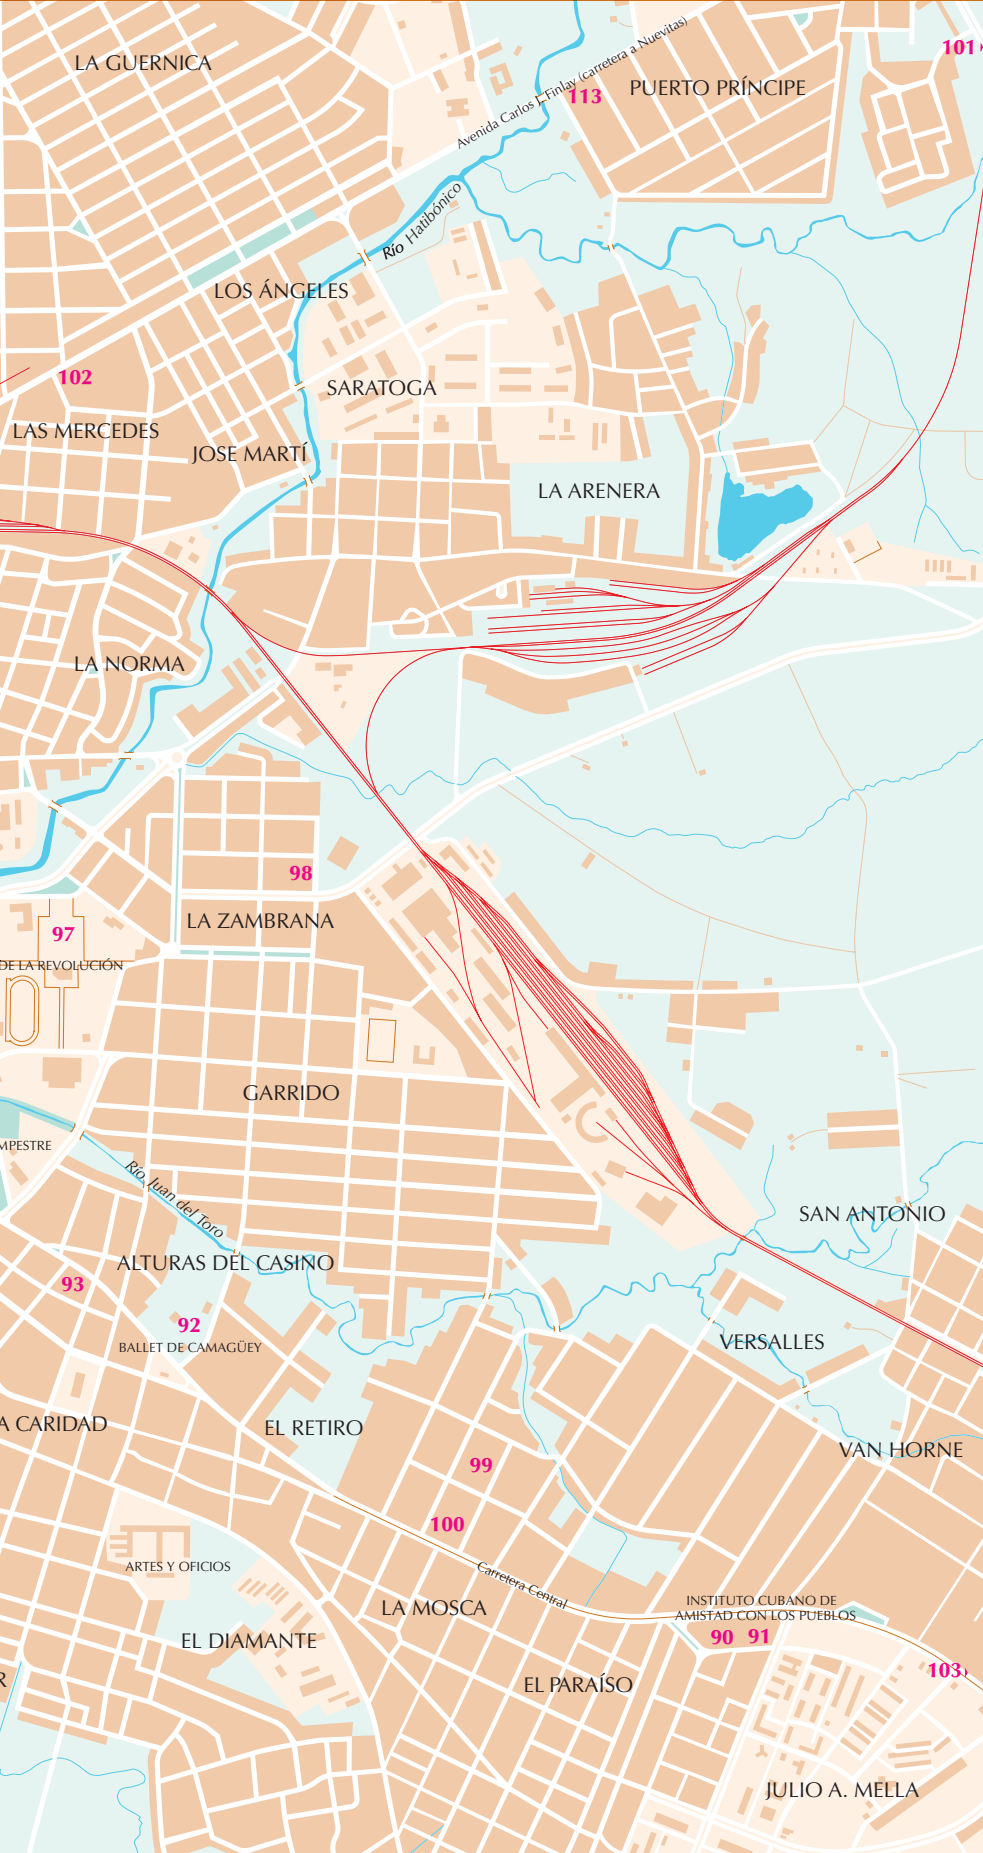 LA GUERNICA
Avenida Carlos J. Finlay (carretera a Nuevitas)
101
PUERTO PRÍNCIPE
113
Río Hatibónico
LOS ÁNGELES
102
SARATOGA
LAS MERCEDES
JOSE MARTÍ
LA ARENERA
LA NORMA
98
LA ZAMBRANA
97
DE LA REVOLUCIÓN
GARRIDO
MPESTRE
Río Juan del Toro
SAN ANTONIO
ALTURAS DEL CASINO
93
92
BALLET DE CAMAGÜEY
VERSALLES
A CARIDAD
EL RETIRO
VAN HORNE
99
100
ARTES Y OFICIOS
Carretera Central
LA MOSCA
INSTITUTO CUBANO DE
AMISTAD CON LOS PUEBLOS
90 91
EL DIAMANTE
103
R
EL PARAÍSO
JULIO A. MELLA